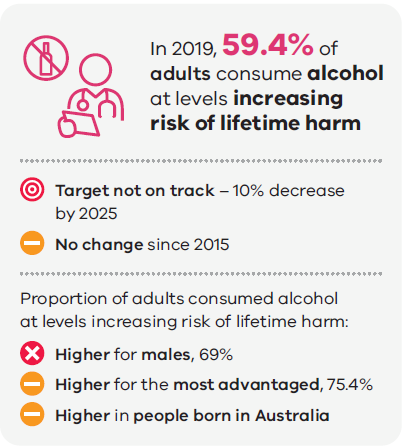 In 2019, 59.4% of
adults consume alcohol
at levels increasing
risk of lifetime harm
Target not on track – 10% decrease
by 2025
No change since 2015
Proportion of adults consumed alcohol
at levels increasing risk of lifetime harm:
Higher for males, 69%
Higher for the most advantaged, 75.4%
Higher in people born in Australia